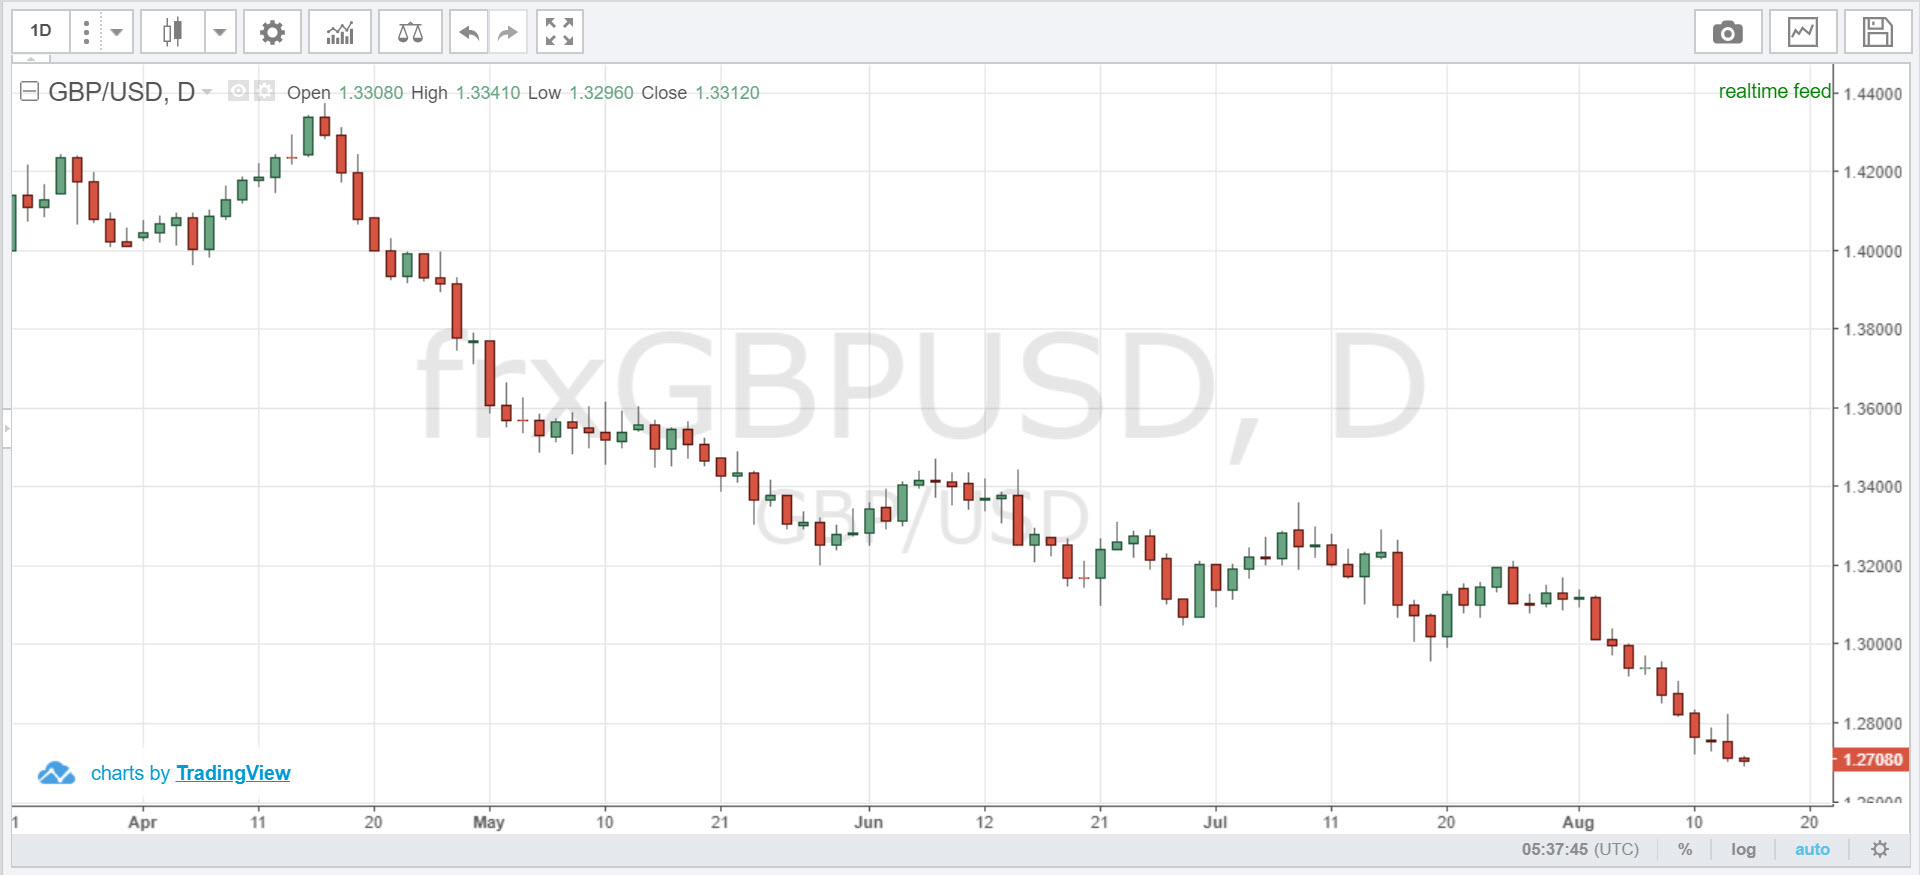 1D
GBP/USD, D Open 1.33080 High 1.33410 Low 1.32960 Close 1.33120
realtime feed
1.44000
1.42000
1.40000
1.38000
1.36000
1.34000
1.32000
1.30000
1.28000
1.27080
1.26000
frxGBPUSD, D
GBP/USD
charts by TradingView
1 Apr 11 20 May 10 21 Jun 12 21 Jul 11 20 Aug 10 20
05:37:45 (UTC) % log auto